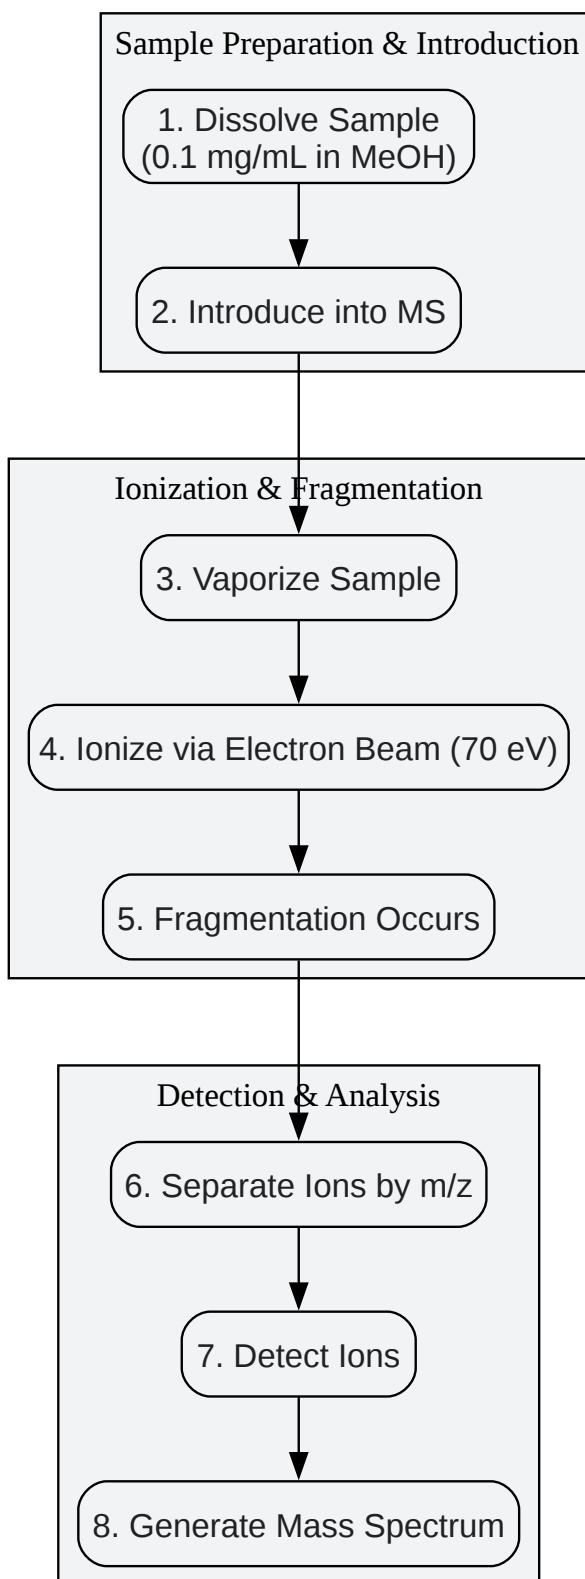 Sample Preparation & Introduction
1. Dissolve Sample
(0.1 mg/mL in MeOH)
2. Introduce into MS
Ionization & Fragmentation
3. Vaporize Sample
4. Ionize via Electron Beam (70 eV)
5. Fragmentation Occurs
Detection & Analysis
6. Separate Ions by m/z
7. Detect Ions
8. Generate Mass Spectrum